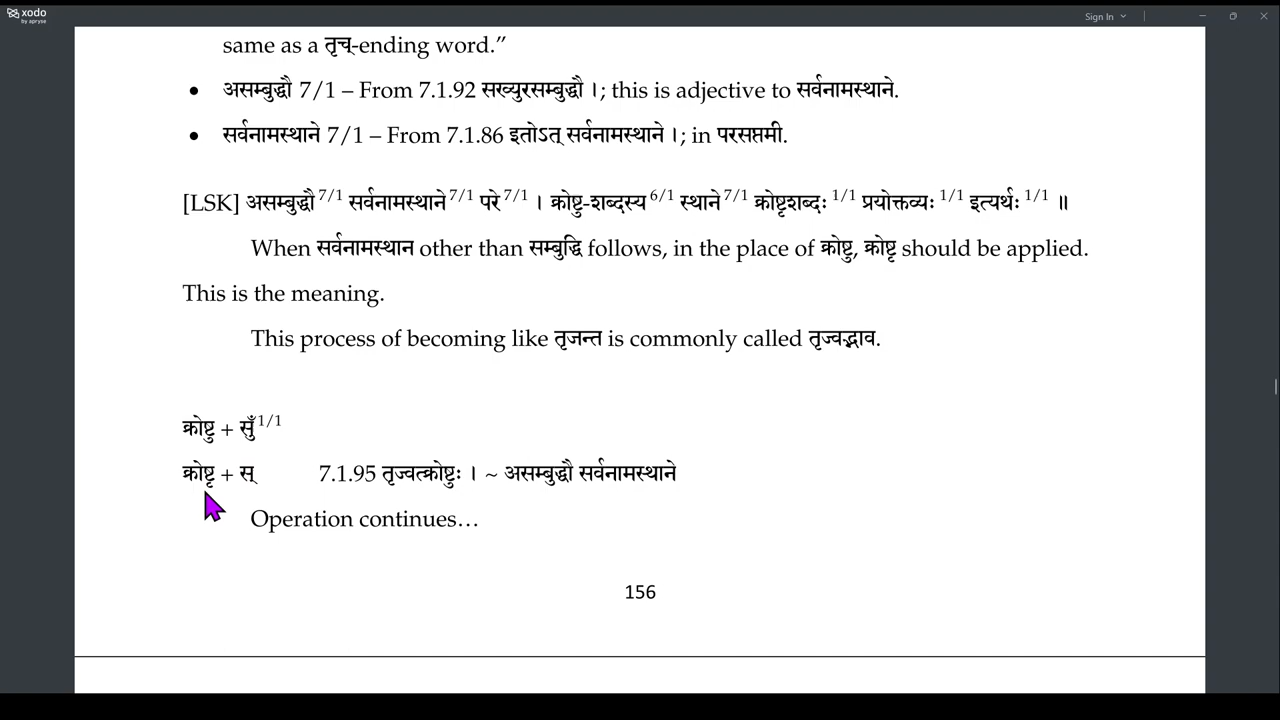 xodo
by apryse
Sign In
same as a तृच्-ending word.”
• असम्बुद्धौ 7/1 – From 7.1.92 सख्युरसम्बुद्धौ ।; this is adjective to सर्वनामस्थाने.
• सर्वनामस्थाने 7/1 – From 7.1.86 इतोऽत् सर्वनामस्थाने ।; in परसप्तमी.
[LSK] असम्बुद्धौ 7/1 सर्वनामस्थाने 7/1 परे 7/1 । क्रोष्टु-शब्दस्य 6/1 स्थाने 7/1 क्रोष्टृशब्दः 1/1 प्रयोक्तव्यः 1/1 इत्यर्थः 1/1 ॥
When सर्वनामस्थान other than सम्बुद्धि follows, in the place of क्रोष्टु, क्रोष्टृ should be applied.
This is the meaning.
This process of becoming like तृजन्त is commonly called तृज्वद्भाव.
क्रोष्टु + सुँ 1/1
क्रोष्टृ + स् 7.1.95 तृज्वत्क्रोष्टुः । ~ असम्बुद्धौ सर्वनामस्थाने
Operation continues…
156